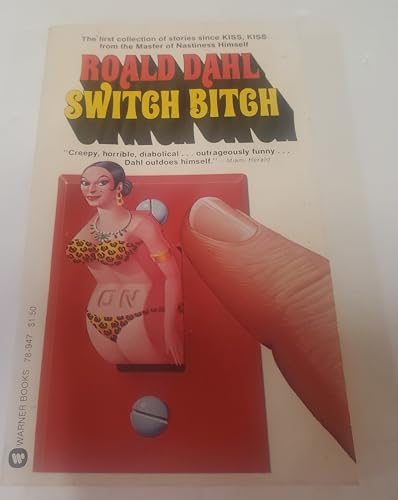 The first collection of stories since KISS, KISS
from the Master of Nastiness Himself
ROALD DAHL
SWITCH BITCH
"Creepy, horrible, diabolical . . . outrageously funny . . .
Dahl outdoes himself." —Miami Herald
ON
WARNER BOOKS 78-947 $1.50